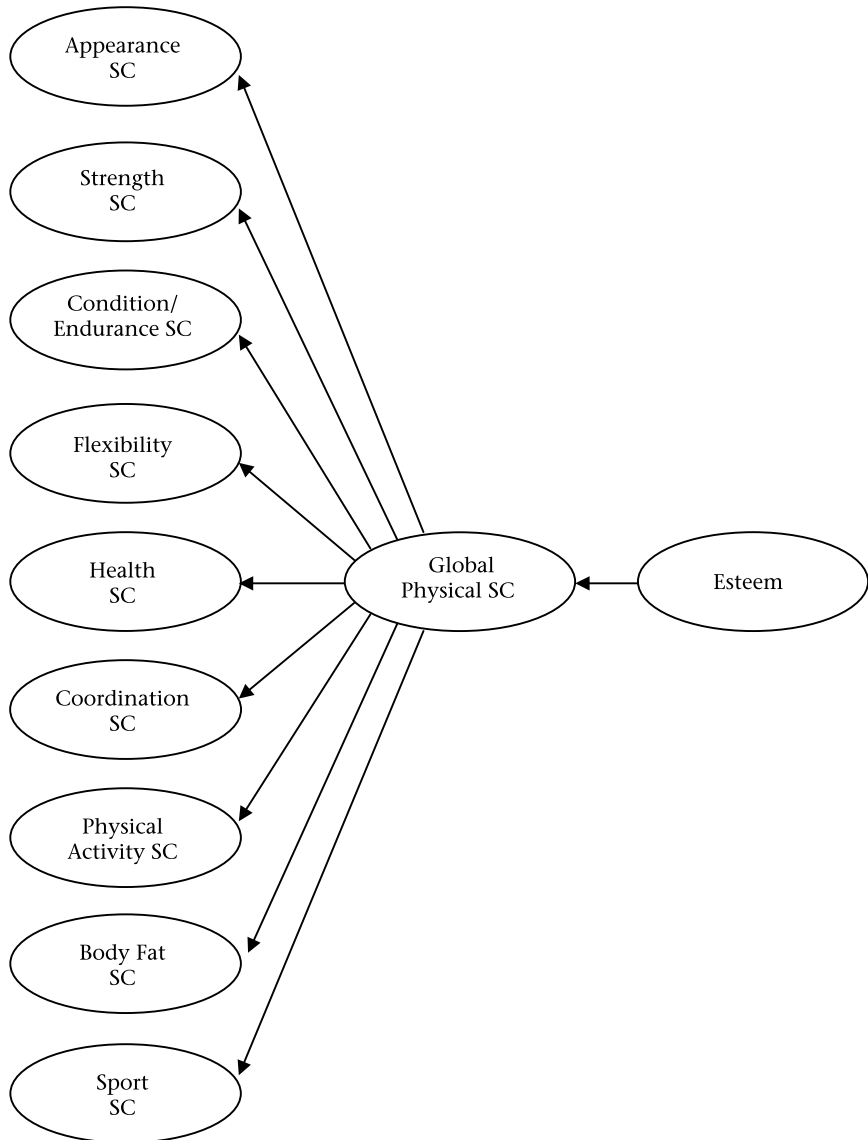 Appearance
SC
Strength
SC
Condition/
Endurance SC
Flexibility
SC
Health
SC
Global
Physical SC
Esteem
Coordination
SC
Physical
Activity SC
Body Fat
SC
Sport
SC